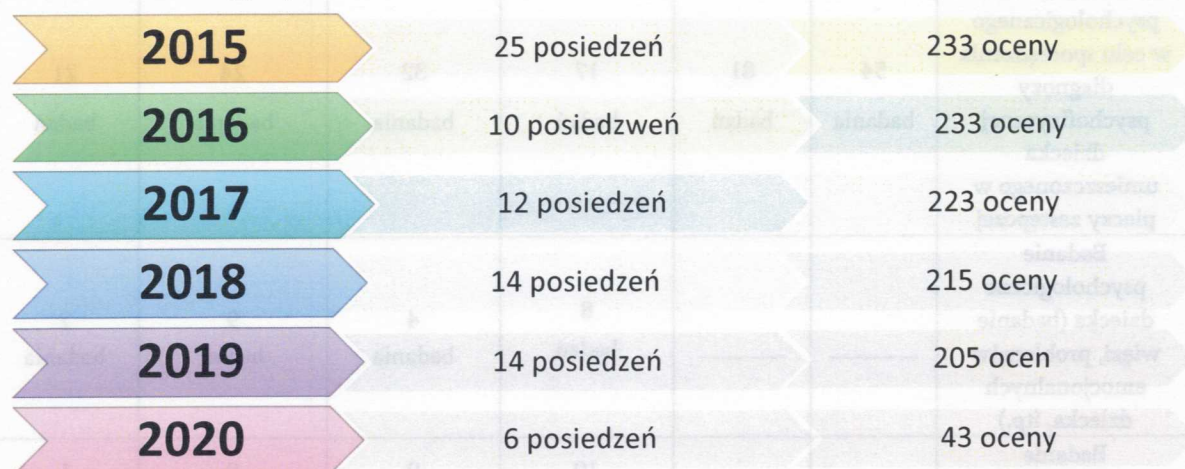 2015 25 posiedzeń 233 oceny
2016 10 posiedzweń 233 oceny
2017 12 posiedzeń 223 oceny
2018 14 posiedzeń 215 oceny
2019 14 posiedzeń 205 ocen
2020 6 posiedzeń 43 oceny